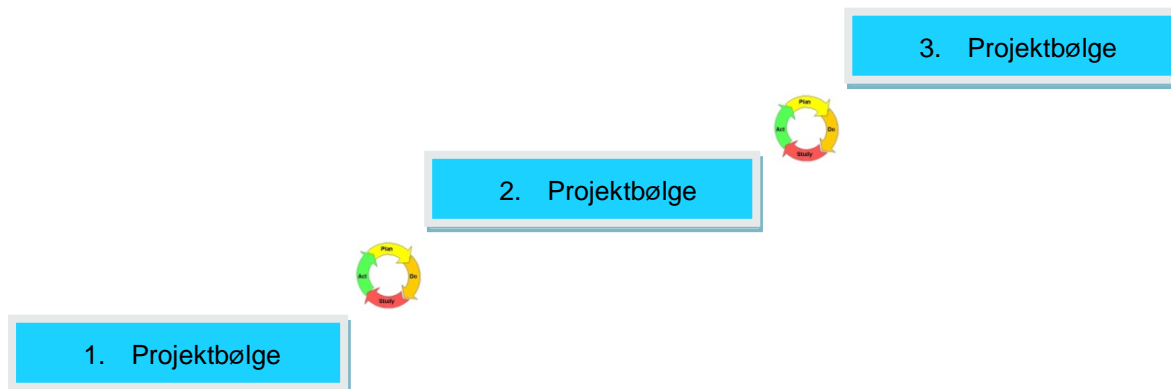 3. Projektbølge
Plan
Act
Do
Study
2. Projektbølge
Plan
Act
Do
Study
1. Projektbølge